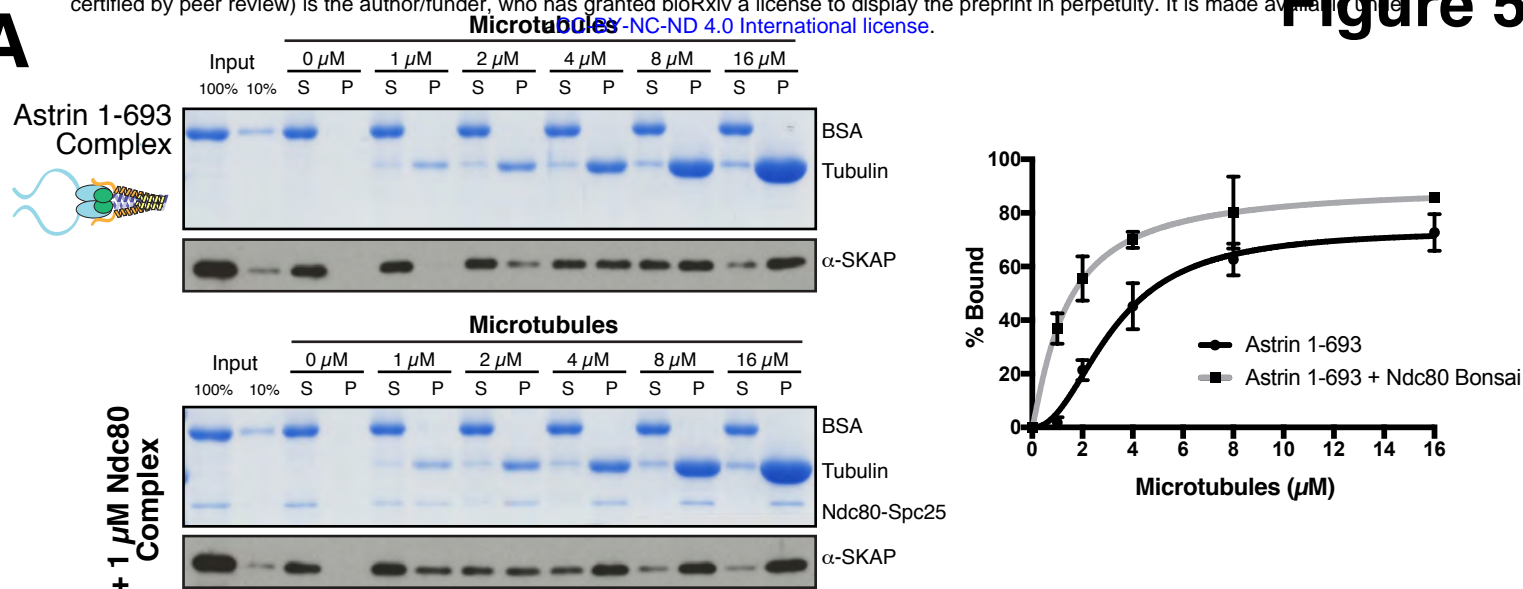 certified by peer review) is the author/funder, who has granted bioRxiv a license to display the preprint in perpetuity. It is made available under
aCC-BY-NC-ND 4.0 International license.
Figure 5
A
Microtubules
Input 0 µM 1 µM 2 µM 4 µM 8 µM 16 µM
100% 10% S P S P S P S P S P S P
Astrin 1-693
Complex
BSA
Tubulin
α-SKAP
Microtubules
Input 0 µM 1 µM 2 µM 4 µM 8 µM 16 µM
100% 10% S P S P S P S P S P S P
+ 1 µM Ndc80
Complex
BSA
Tubulin
Ndc80-Spc25
α-SKAP
% Bound
100
80
60
40
20
0
0 2 4 6 8 10 12 14 16
Microtubules (µM)
Astrin 1-693
Astrin 1-693 + Ndc80 Bonsai